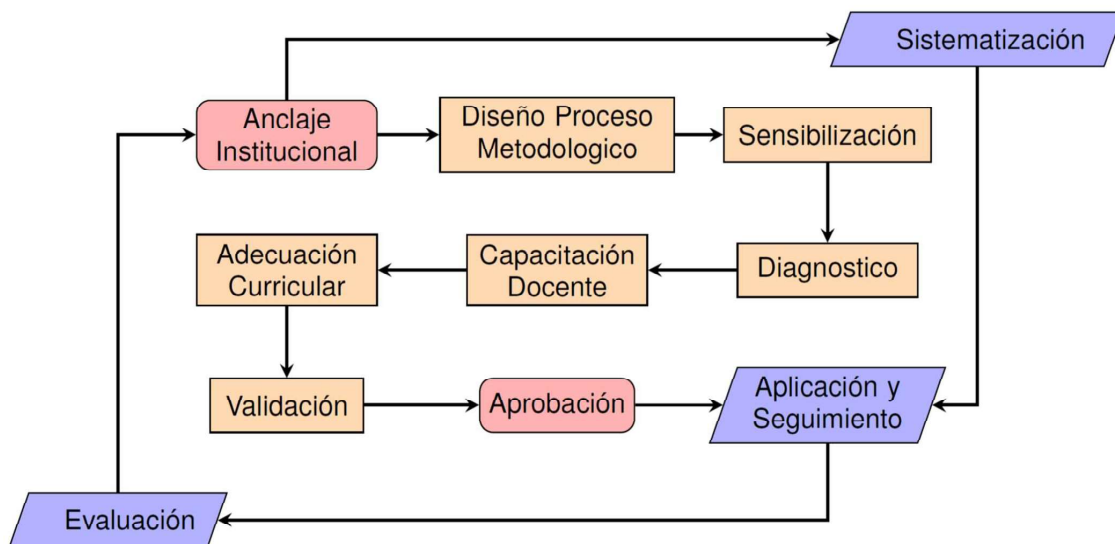 Sistematización
Anclaje
Institucional
Diseño Proceso
Metodologico
Sensibilización
Adecuación
Curricular
Capacitación
Docente
Diagnostico
Validación
Aprobación
Aplicación y
Seguimiento
Evaluación